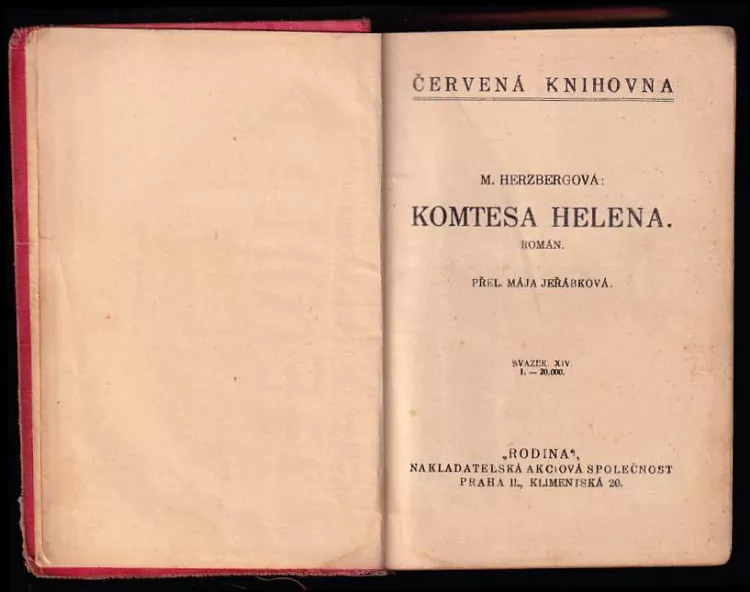 ČERVENÁ KNIHOVNA
M. HERZBERGOVÁ:
KOMTESA HELENA.
ROMÁN.
PŘEL. MÁJA JEŘÁBKOVÁ.
SVAZEK XIV.
1. — 20.000.
„RODINA“,
NAKLADATELSKÁ AKCIOVÁ SPOLEČNOST
PRAHA II., KLIMENTSKÁ 20.